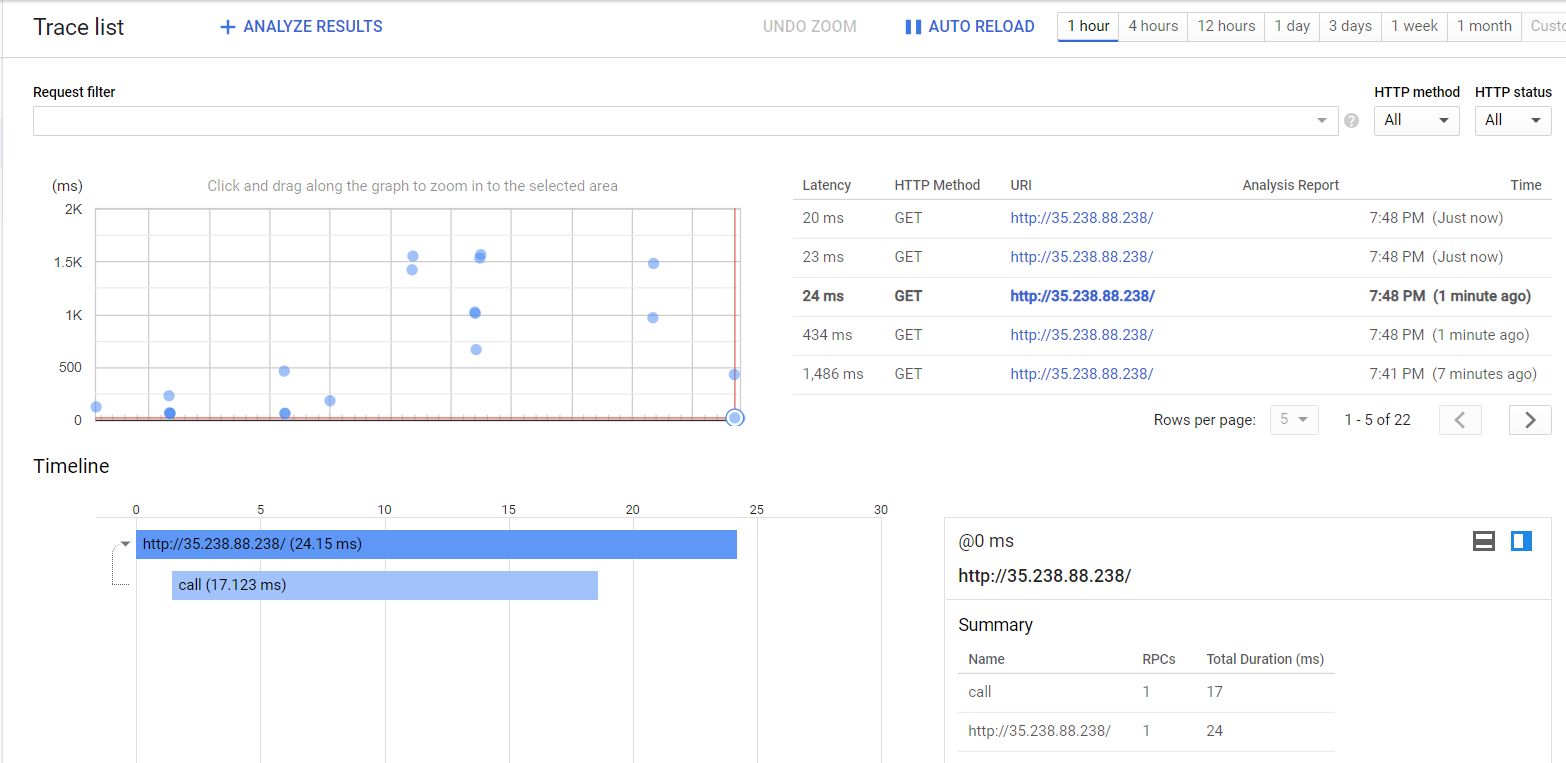 Trace list
ANALYZE RESULTS
UNDO ZOOM
AUTO RELOAD
1 hour
4 hours
12 hours
1 day
3 days
1 week
1 month
Custo
Request filter
HTTP method
HTTP status
All
All
(ms)
Click and drag along the graph to zoom in to the selected area
2K
1.5K
1K
500
0
Latency HTTP Method URI Analysis Report Time
20 ms GET http://35.238.88.238/ 7:48 PM (Just now)
23 ms GET http://35.238.88.238/ 7:48 PM (Just now)
24 ms GET http://35.238.88.238/ 7:48 PM (1 minute ago)
434 ms GET http://35.238.88.238/ 7:48 PM (1 minute ago)
1,486 ms GET http://35.238.88.238/ 7:41 PM (7 minutes ago)
Rows per page: 5 1 - 5 of 22
Timeline
0 5 10 15 20 25 30
http://35.238.88.238/ (24.15 ms)
call (17.123 ms)
@0 ms
http://35.238.88.238/
Summary
Name RPCs Total Duration (ms)
call 1 17
http://35.238.88.238/ 1 24